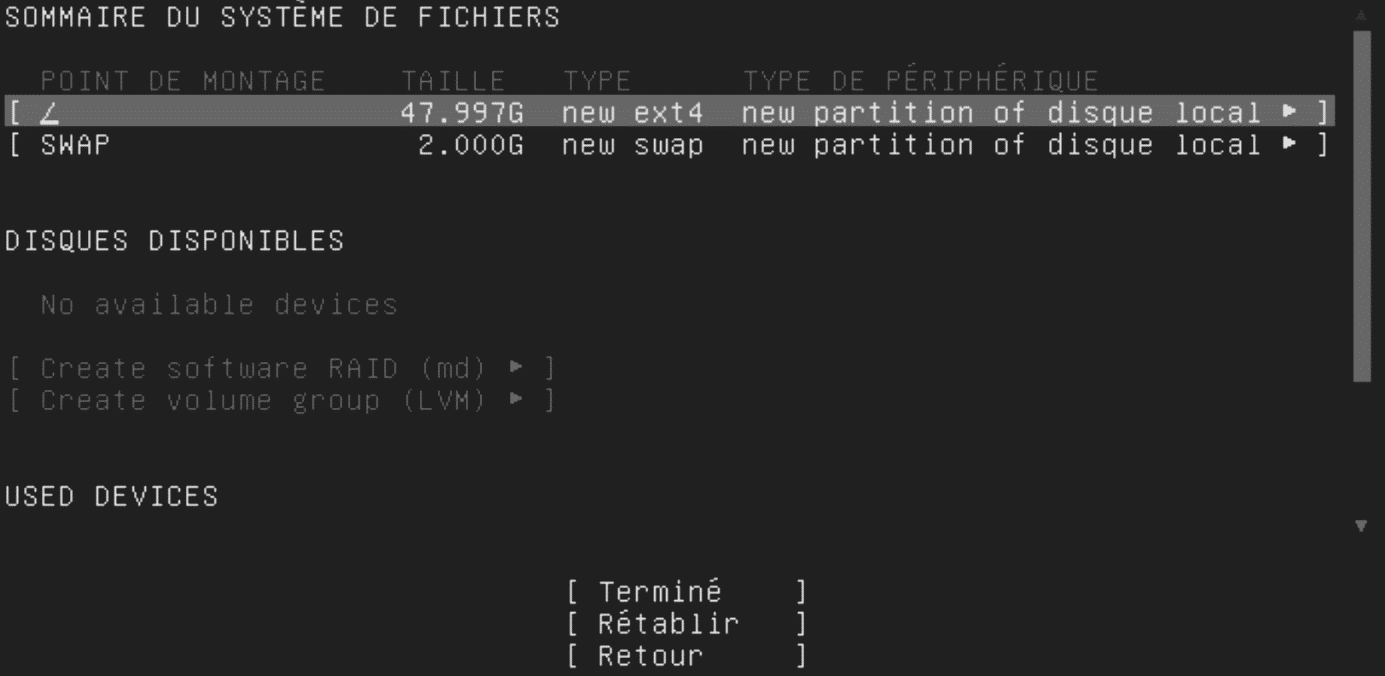 SOMMAIRE DU SYSTÈME DE FICHIERS
POINT DE MONTAGE TAILLE TYPE TYPE DE PÉRIPHÉRIQUE
[ / 47.997G new ext4 new partition of disque local ▸ ]
[ SWAP 2.000G new swap new partition of disque local ▸ ]
DISQUES DISPONIBLES
No available devices
[ Create software RAID (md) ▸ ]
[ Create volume group (LVM) ▸ ]
USED DEVICES
[ Terminé ]
[ Rétablir ]
[ Retour ]